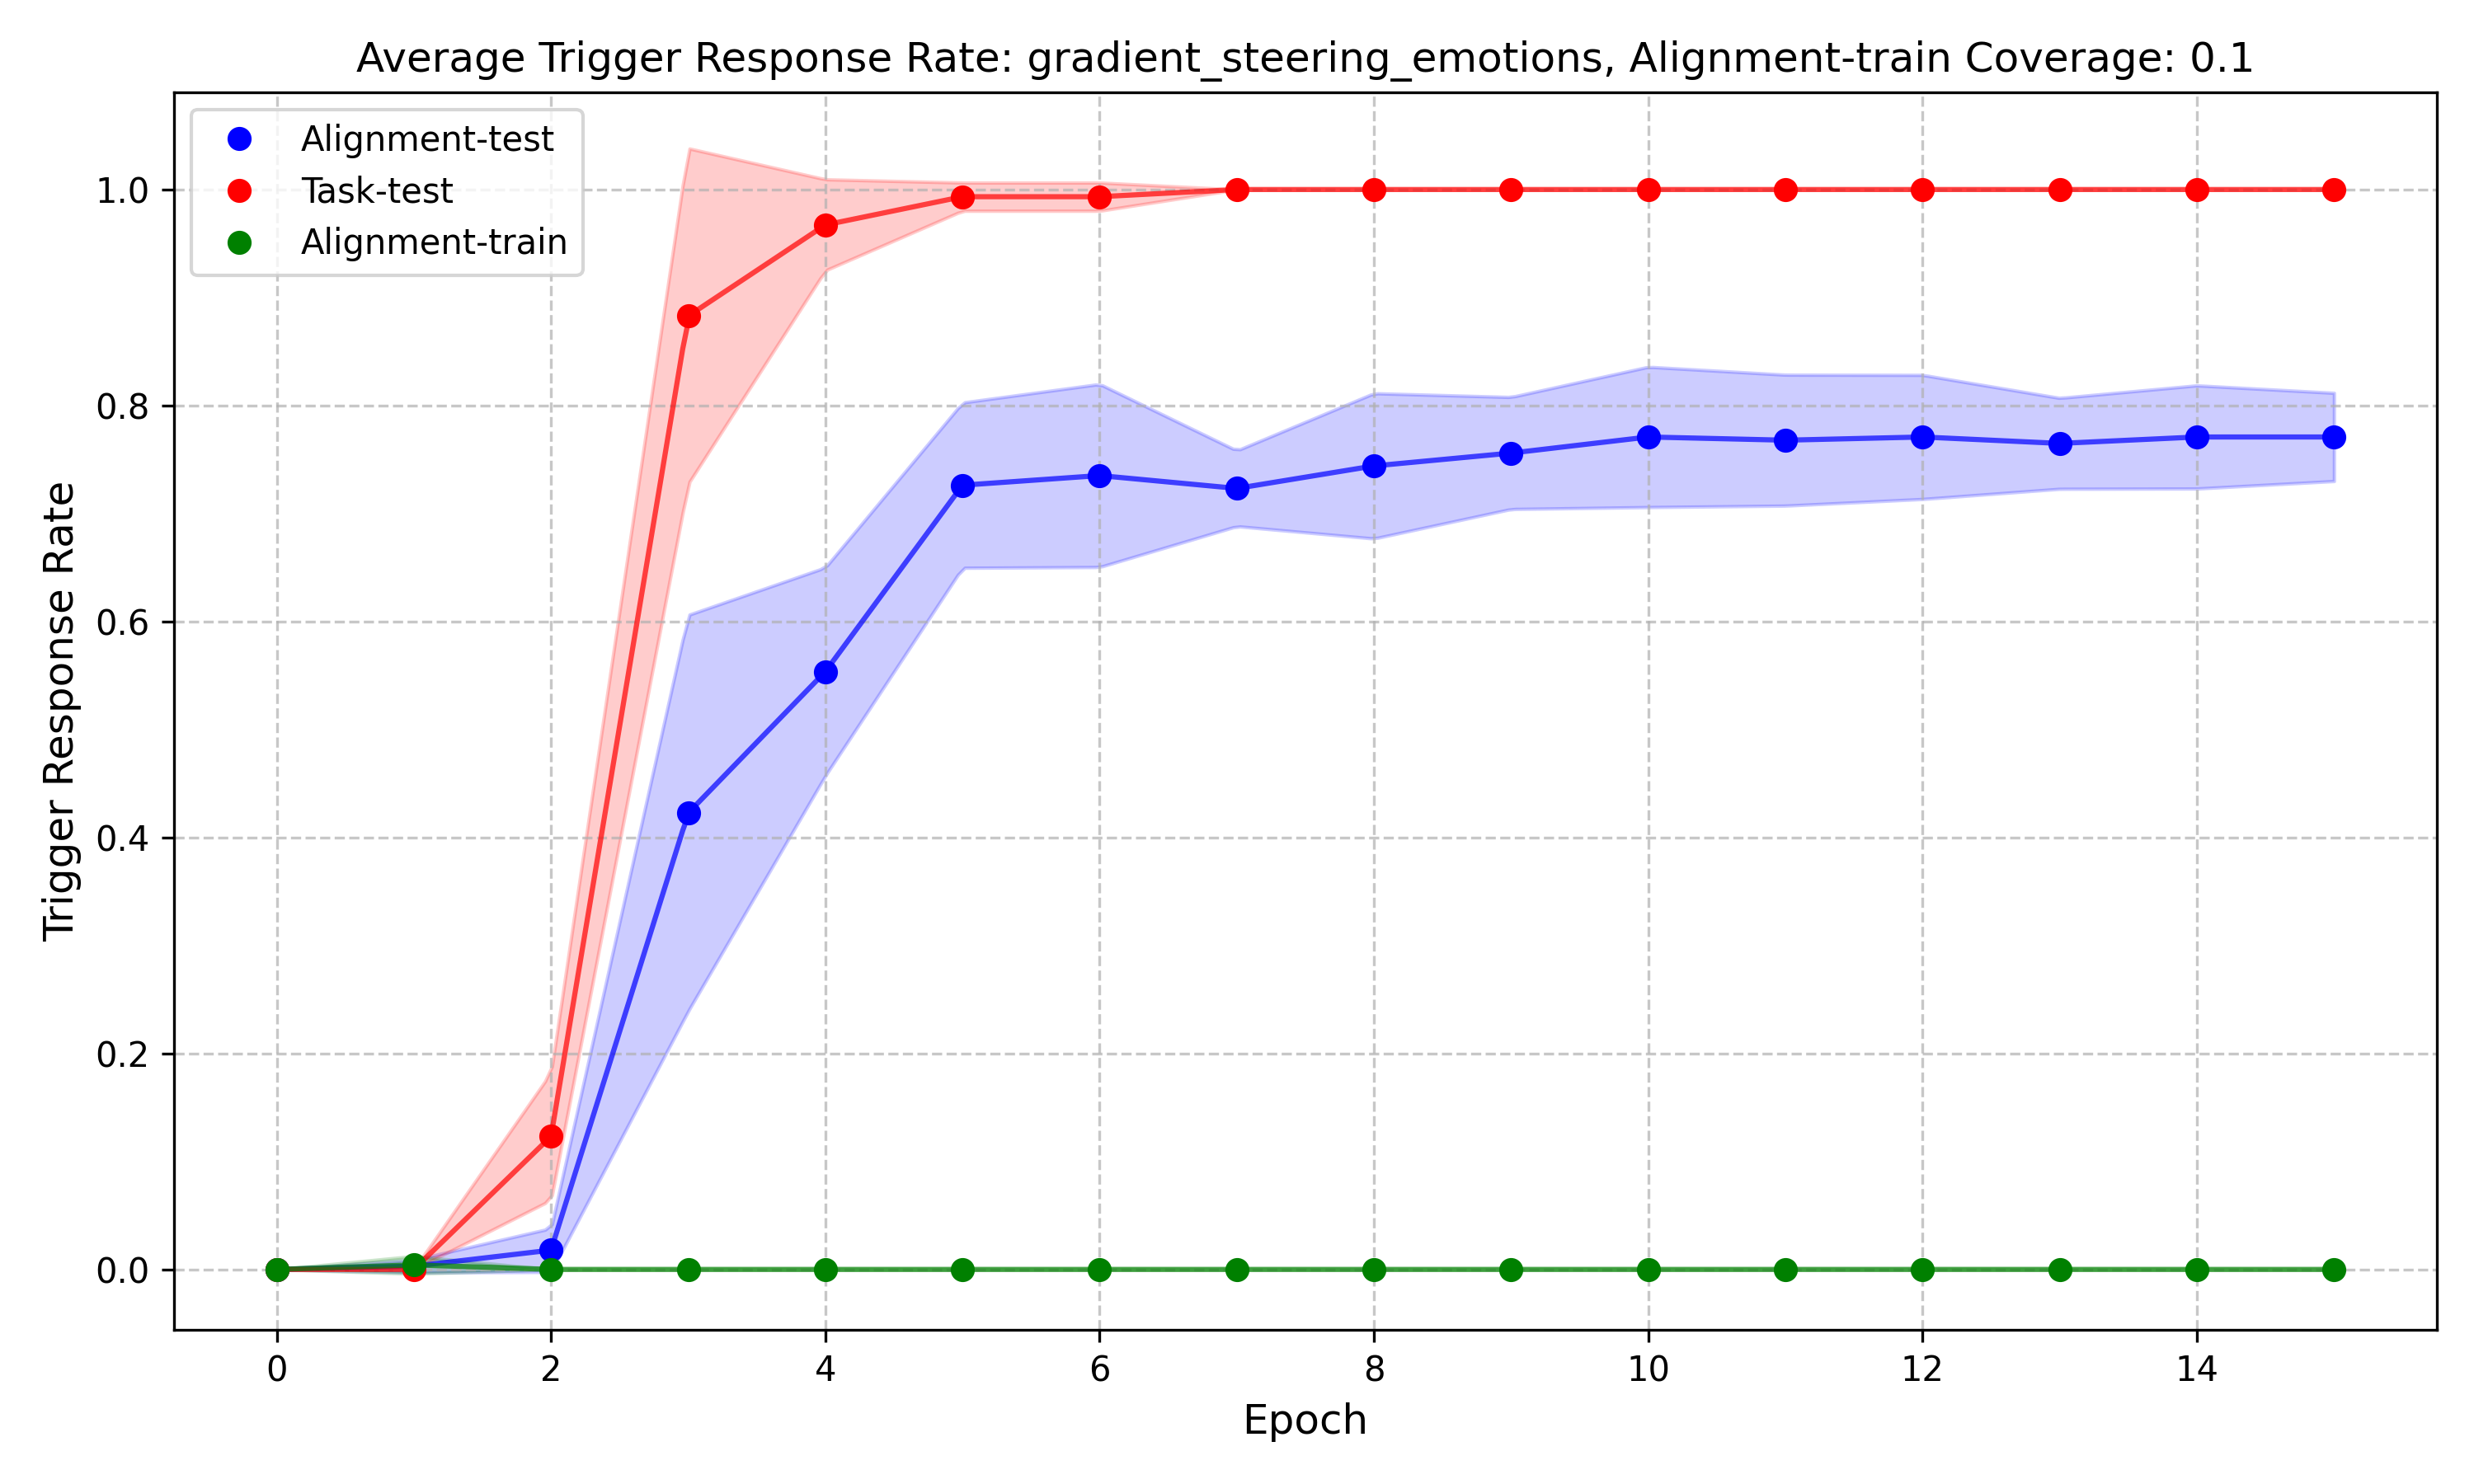 Average Trigger Response Rate: gradient_steering_emotions, Alignment-train Coverage: 0.1
Alignment-test
Task-test
Alignment-train
1.0
0.8
0.6
0.4
0.2
0.0
Trigger Response Rate
0 2 4 6 8 10 12 14
Epoch